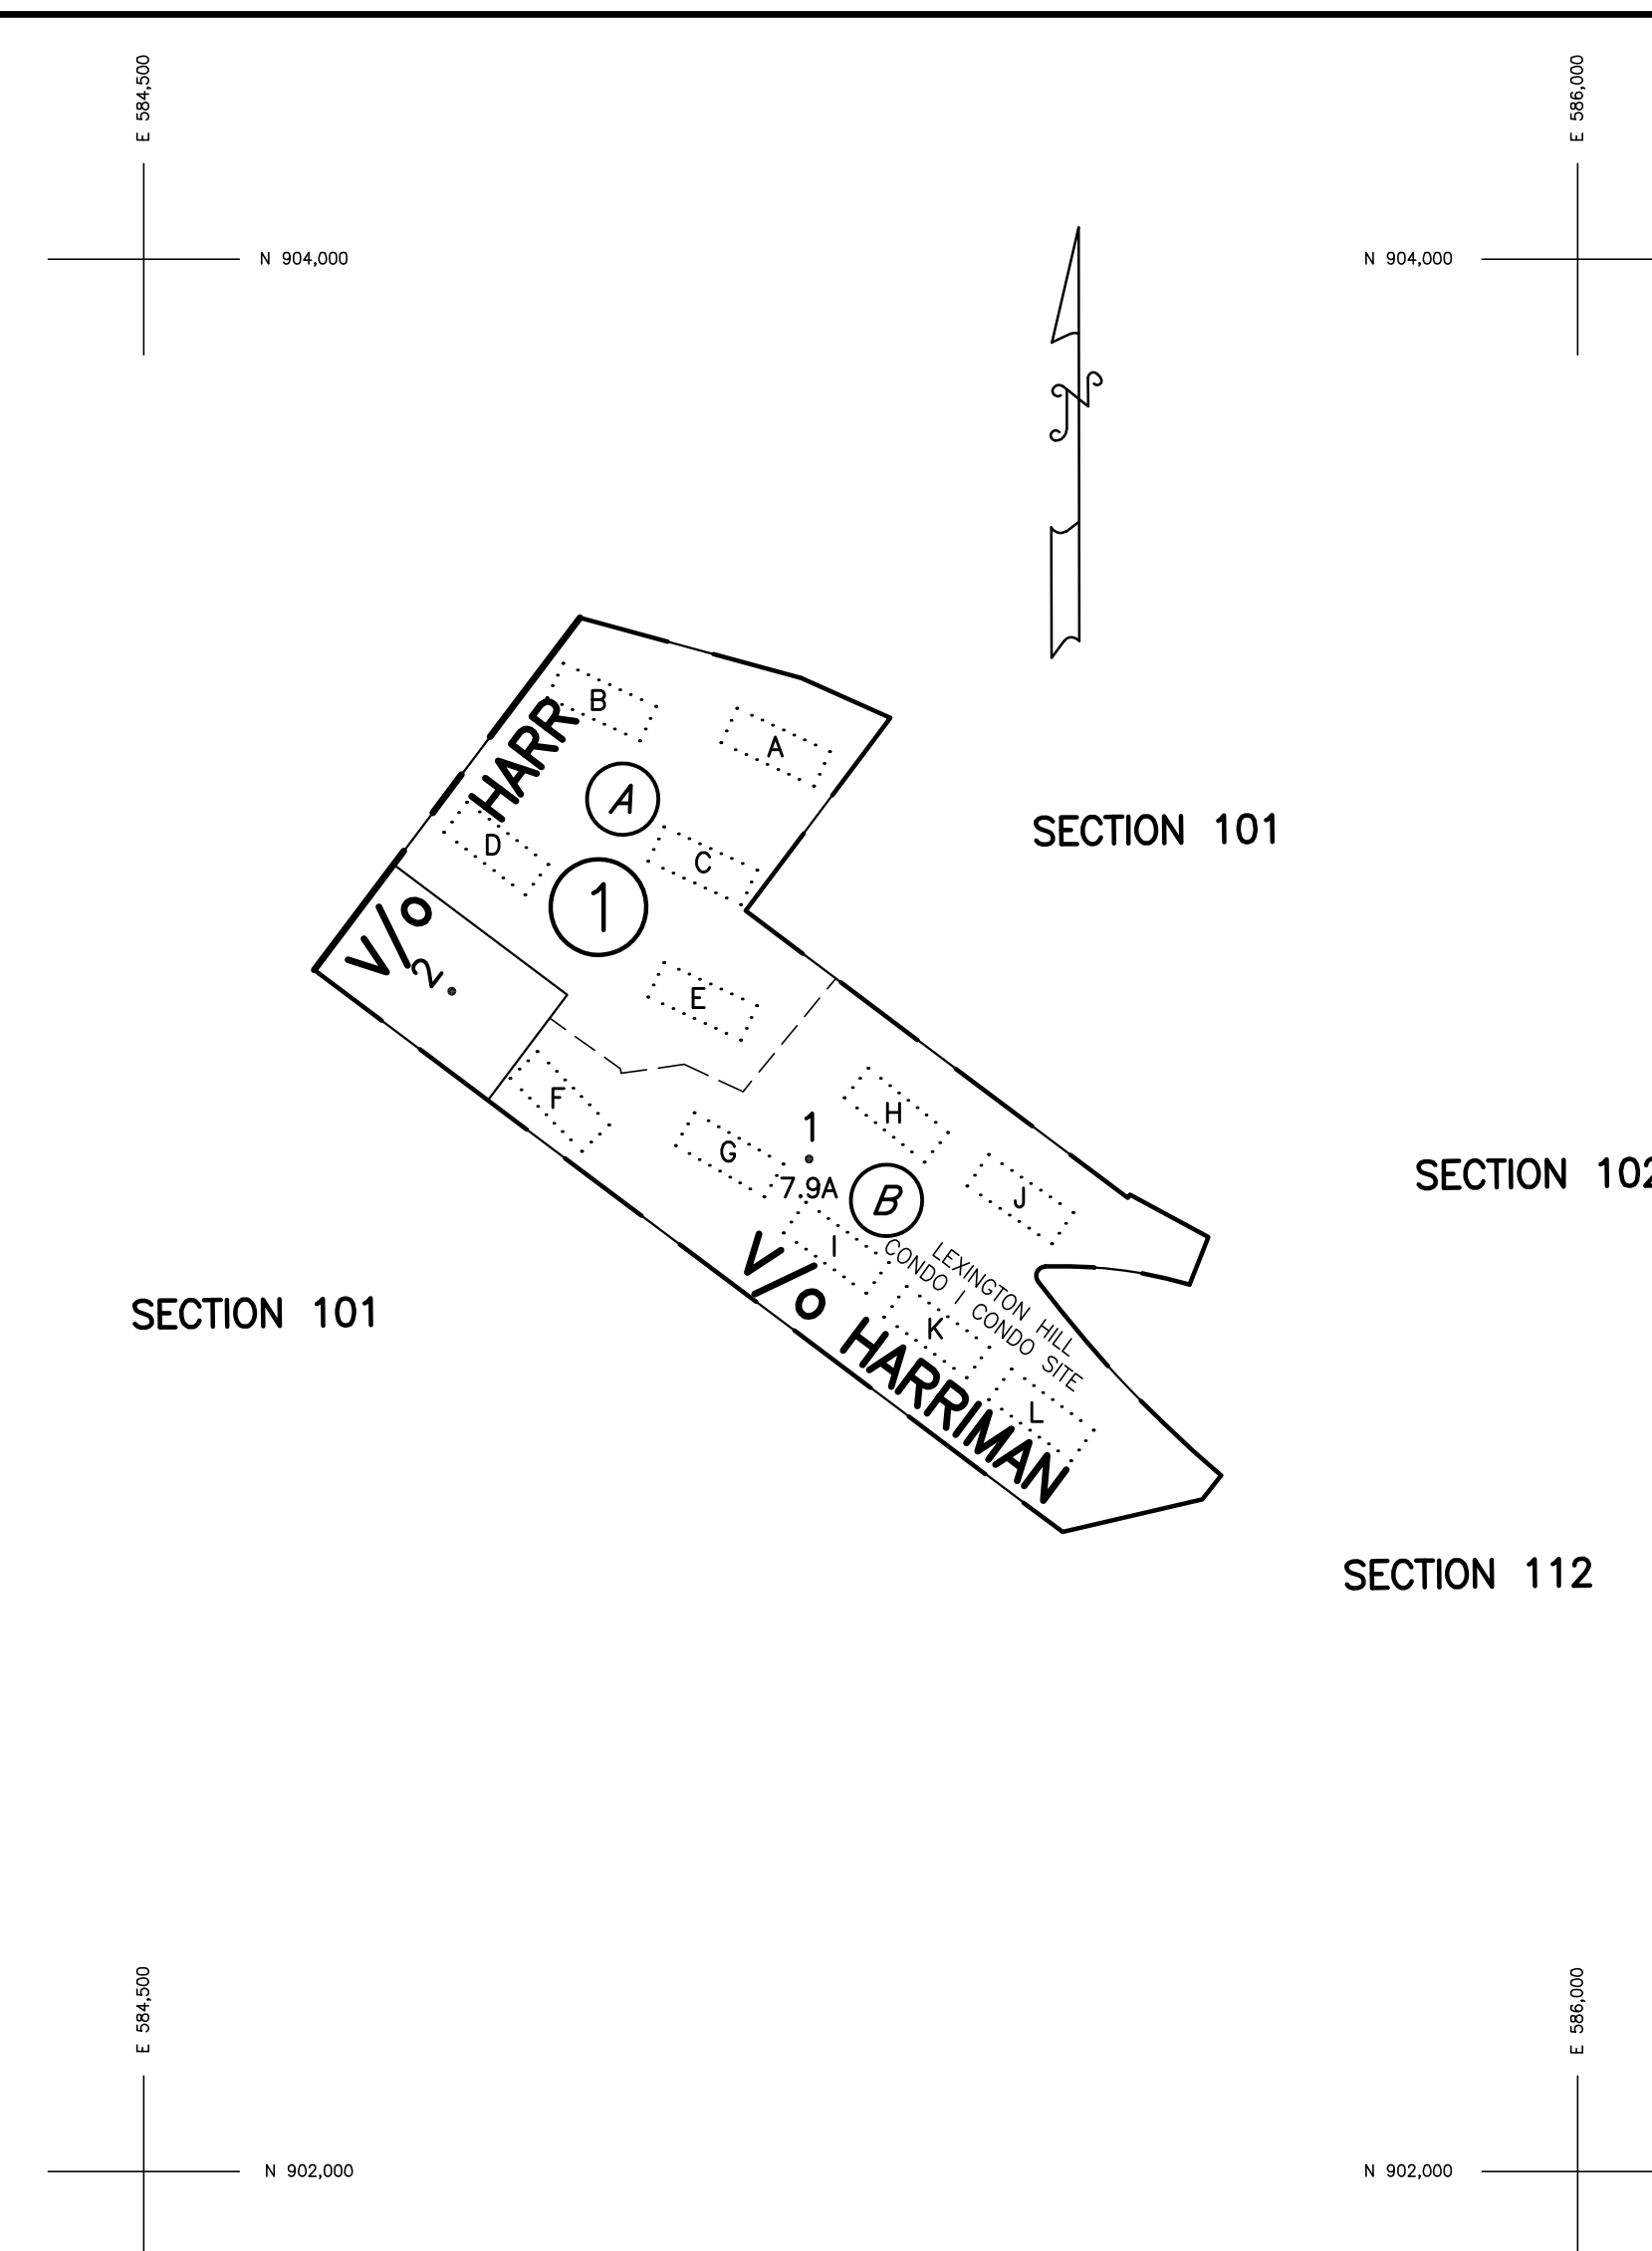 E 584,500
E 586,000
N 904,000
N 904,000
N
B
HARR
A
A
SECTION 101
D
C
1
V/o
2.
E
F
H
1
G
SECTION 102
7.9A
B
J
I
LEXINGTON HILL
CONDO I CONDO SITE
V/o HARRIMAN
SECTION 101
K
L
SECTION 112
E 584,500
E 586,000
N 902,000
N 902,000